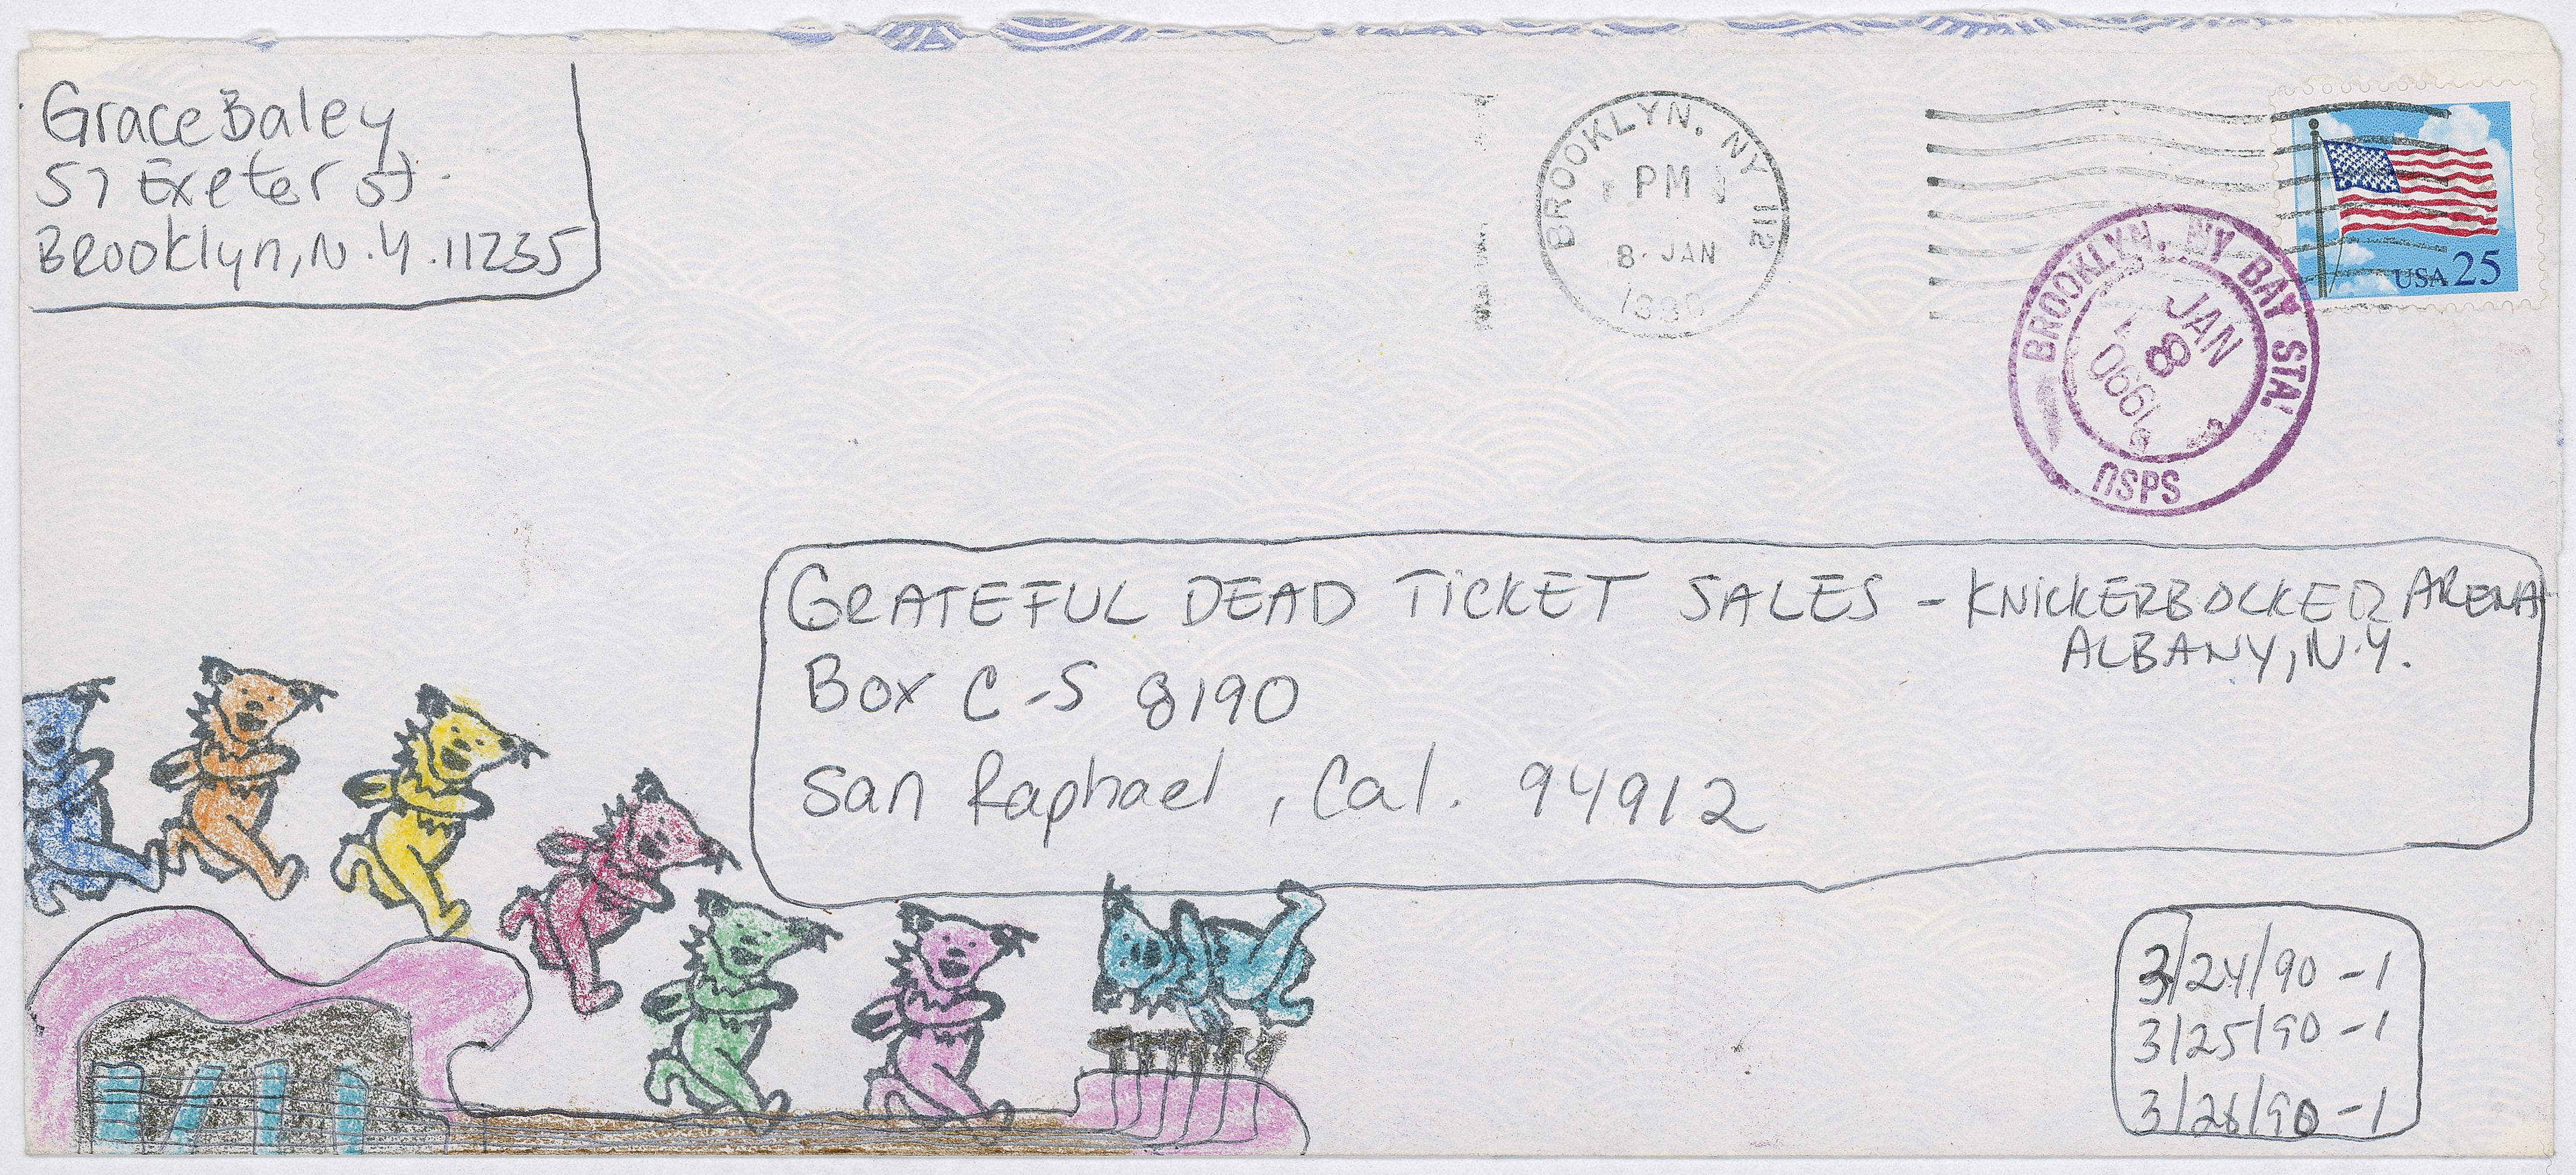 Grace Baley
57 Exeter St.
Brooklyn, N.Y. 11235
BROOKLYN, NY 112
PM
8 JAN
1990
USA 25
BROOKLYN, NY BAY STA.
JAN
8
1990
USPS
GRATEFUL DEAD TICKET SALES - KNICKERBOCKER ARENA
ALBANY, N.Y.
Box C-S 8190
San Raphael, Cal. 94912
3/24/90 -1
3/25/90 -1
3/26/90 -1